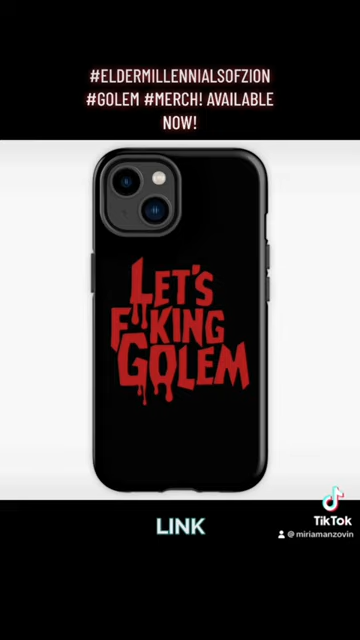 #ELDERMILLENNIALSOFZION
#GOLEM #MERCH! AVAILABLE
NOW!
LET'S
F*KING
GOLEM
LINK
TikTok
@ miriamanzovin